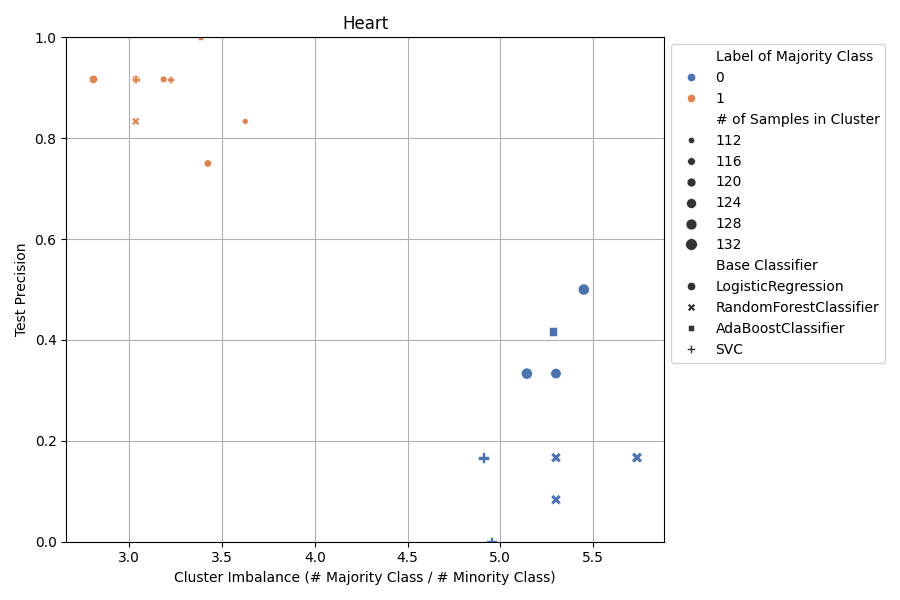 Heart
1.0
0.8
0.6
0.4
0.2
0.0
Test Precision
3.0 3.5 4.0 4.5 5.0 5.5
Cluster Imbalance (# Majority Class / # Minority Class)
Label of Majority Class
0
1
# of Samples in Cluster
112
116
120
124
128
132
Base Classifier
LogisticRegression
RandomForestClassifier
AdaBoostClassifier
SVC